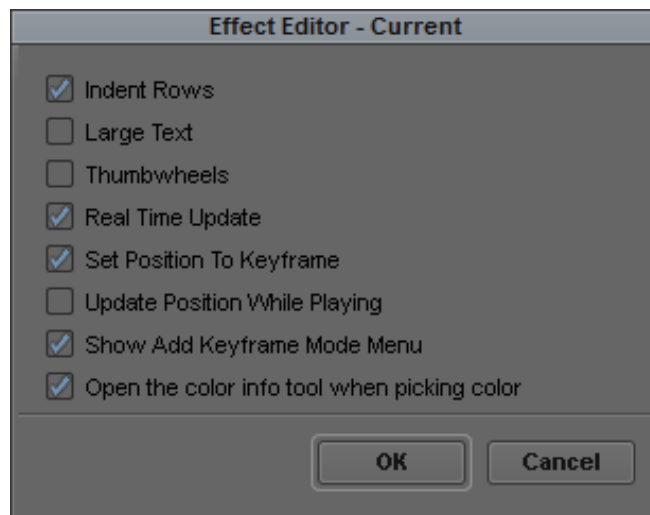 Effect Editor - Current
Indent Rows
Large Text
Thumbwheels
Real Time Update
Set Position To Keyframe
Update Position While Playing
Show Add Keyframe Mode Menu
Open the color info tool when picking color
OK
Cancel